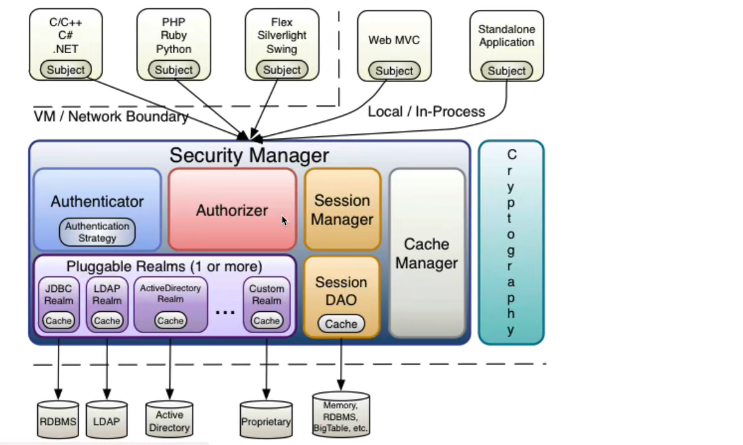 C/C++
C#
.NET
Subject
PHP
Ruby
Python
Subject
Flex
Silverlight
Swing
Subject
Web MVC
Subject
Standalone
Application
Subject
VM / Network Boundary
Local / In-Process
Security Manager
Authenticator
Authentication
Strategy
Authorizer
Session
Manager
Cache
Manager
Pluggable Realms (1 or more)
JDBC
Realm
Cache
LDAP
Realm
Cache
ActiveDirectory
Realm
Cache
...
Custom
Realm
Cache
Session
DAO
Cache
Cryptography
RDBMS
LDAP
Active
Directory
Proprietary
Memory,
RDBMS,
BigTable, etc.